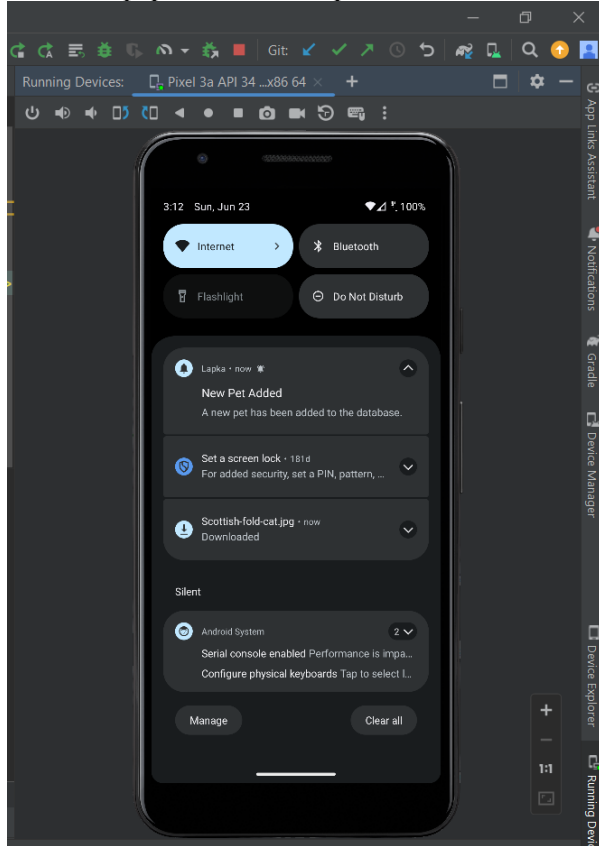 Git:
Running Devices:
Pixel 3a API 34 ...x86 64
3:12 Sun, Jun 23
100%
Internet
Bluetooth
Flashlight
Do Not Disturb
Lapka • now
New Pet Added
A new pet has been added to the database.
Set a screen lock • 181d
For added security, set a PIN, pattern, ...
Scottish-fold-cat.jpg • now
Downloaded
Silent
Android System
2
Serial console enabled Performance is impa...
Configure physical keyboards Tap to select l...
Manage
Clear all
1:1
App Links Assistant
Notifications
Gradle
Device Manager
Device Explorer
Running Devic